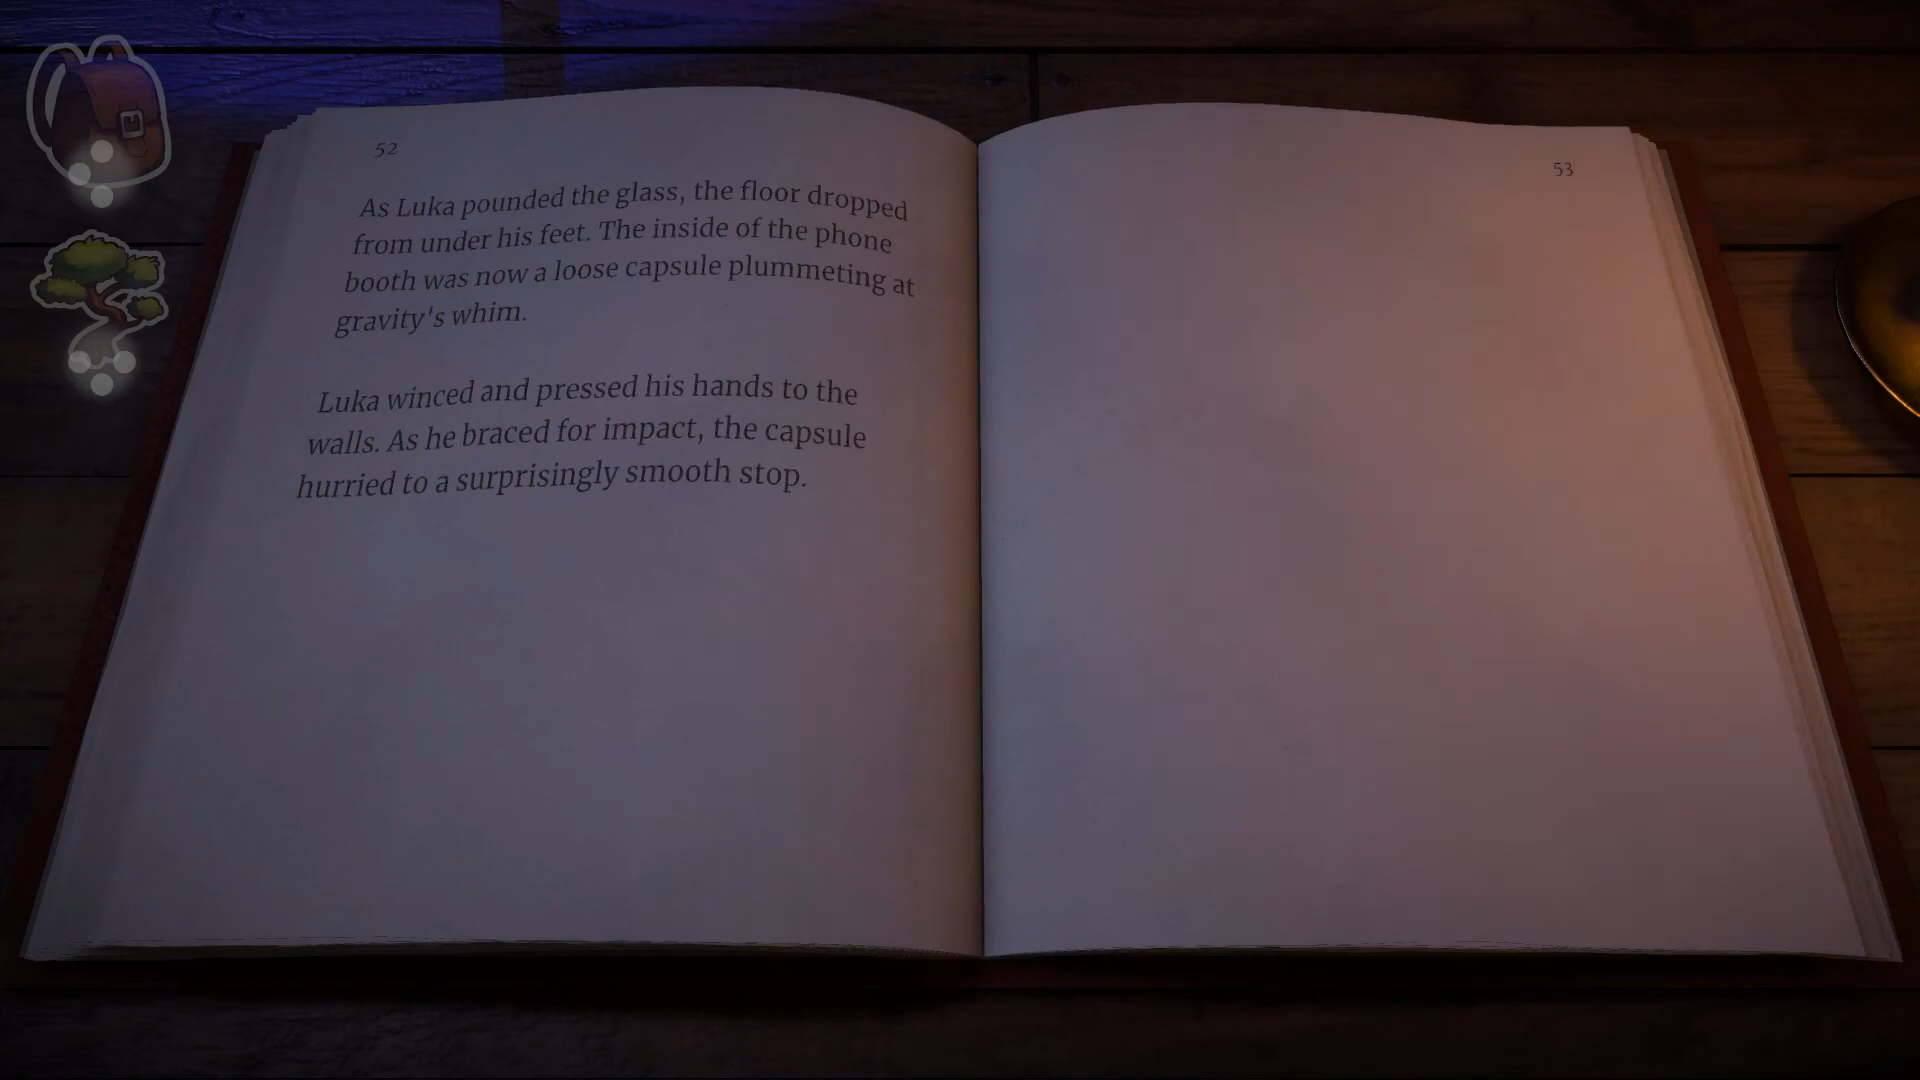 52
As Luka pounded the glass, the floor dropped
from under his feet. The inside of the phone
booth was now a loose capsule plummeting at
gravity's whim.
Luka winced and pressed his hands to the
walls. As he braced for impact, the capsule
hurried to a surprisingly smooth stop.
53